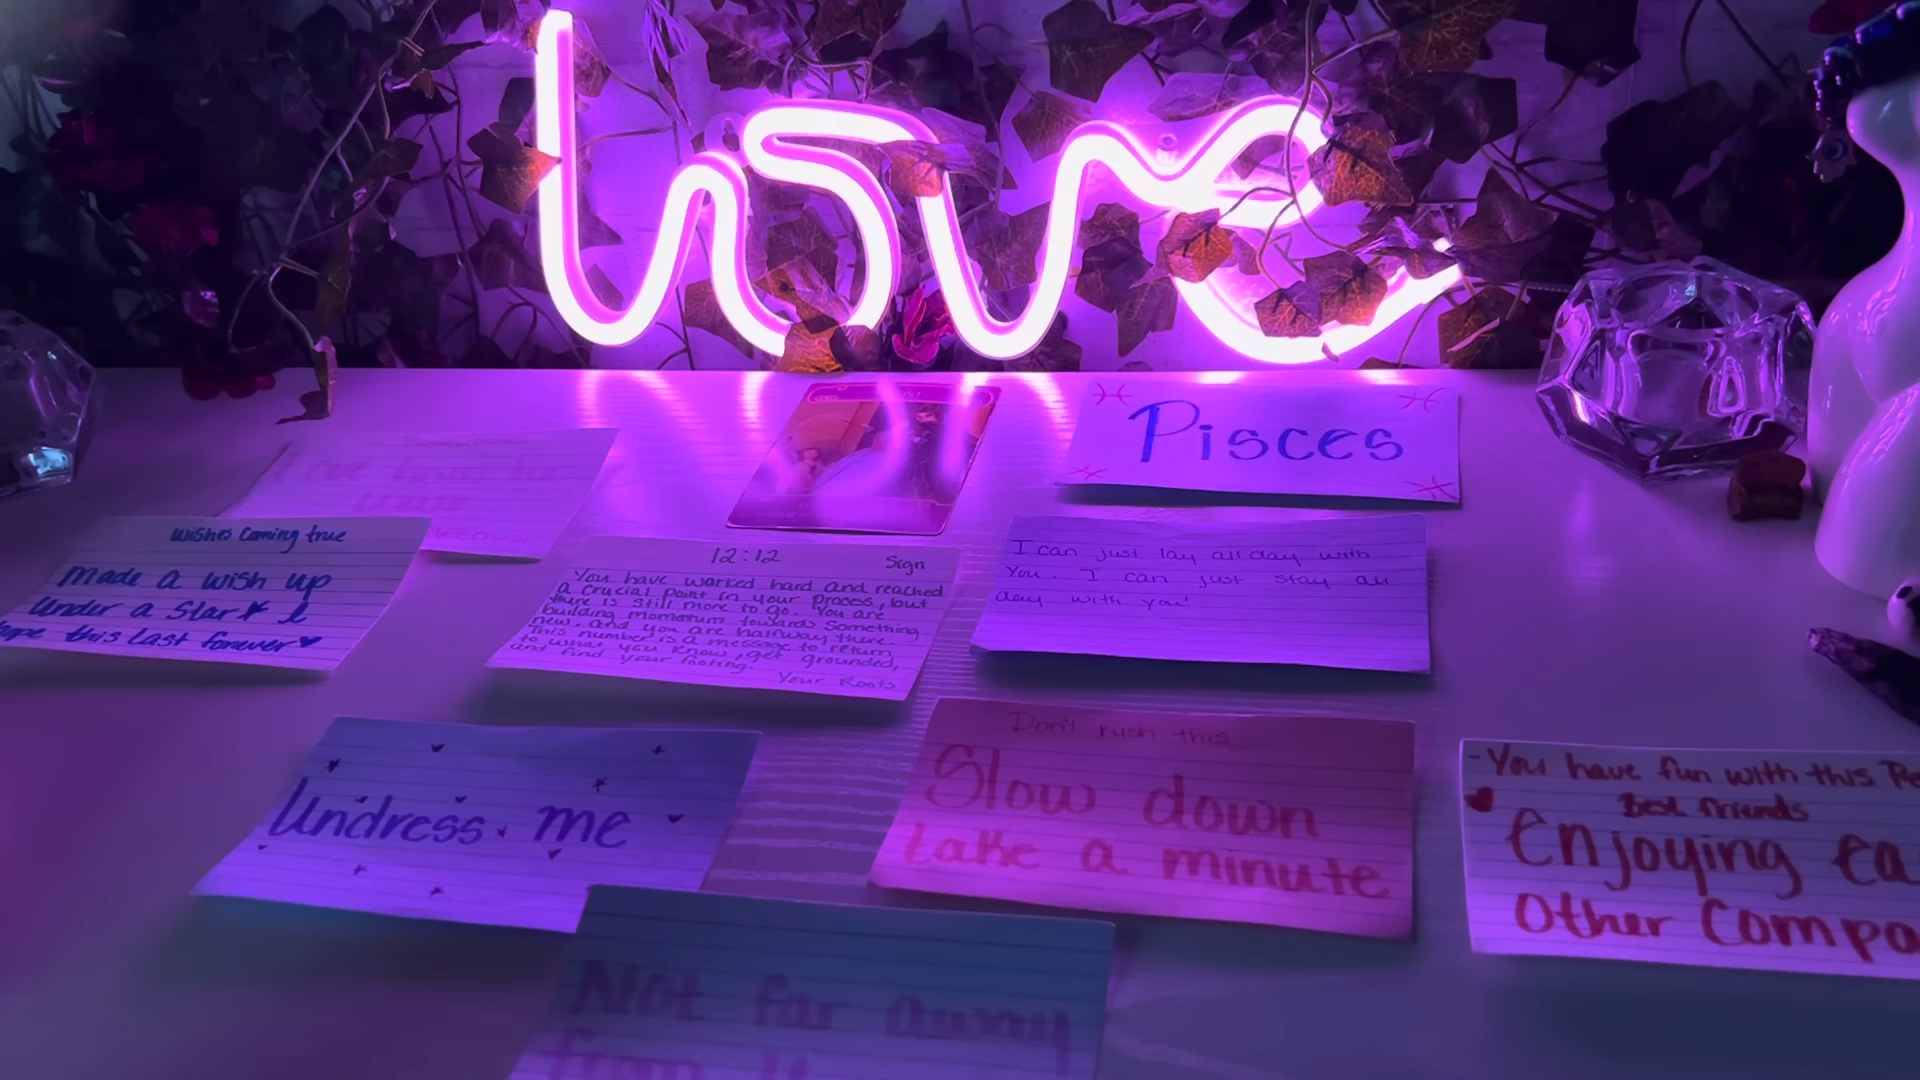 love
Pisces
Wishes Coming true
Made a wish up
Under a Star & I
hope this last forever
12:12
Sign
You have worked hard and reached
a crucial point in your process, but
there is still more to go. You are
building momentum towards something
new, and you are halfway there.
This number is a message to return
to what you know, get grounded,
and find your footing.
Your Roots
I can just lay all day with
You. I can just stay all
day with you!
Undress me
Don't rush this
Slow down
take a minute
- You have fun with this
Best friends
Enjoying
Other
Not far away
from